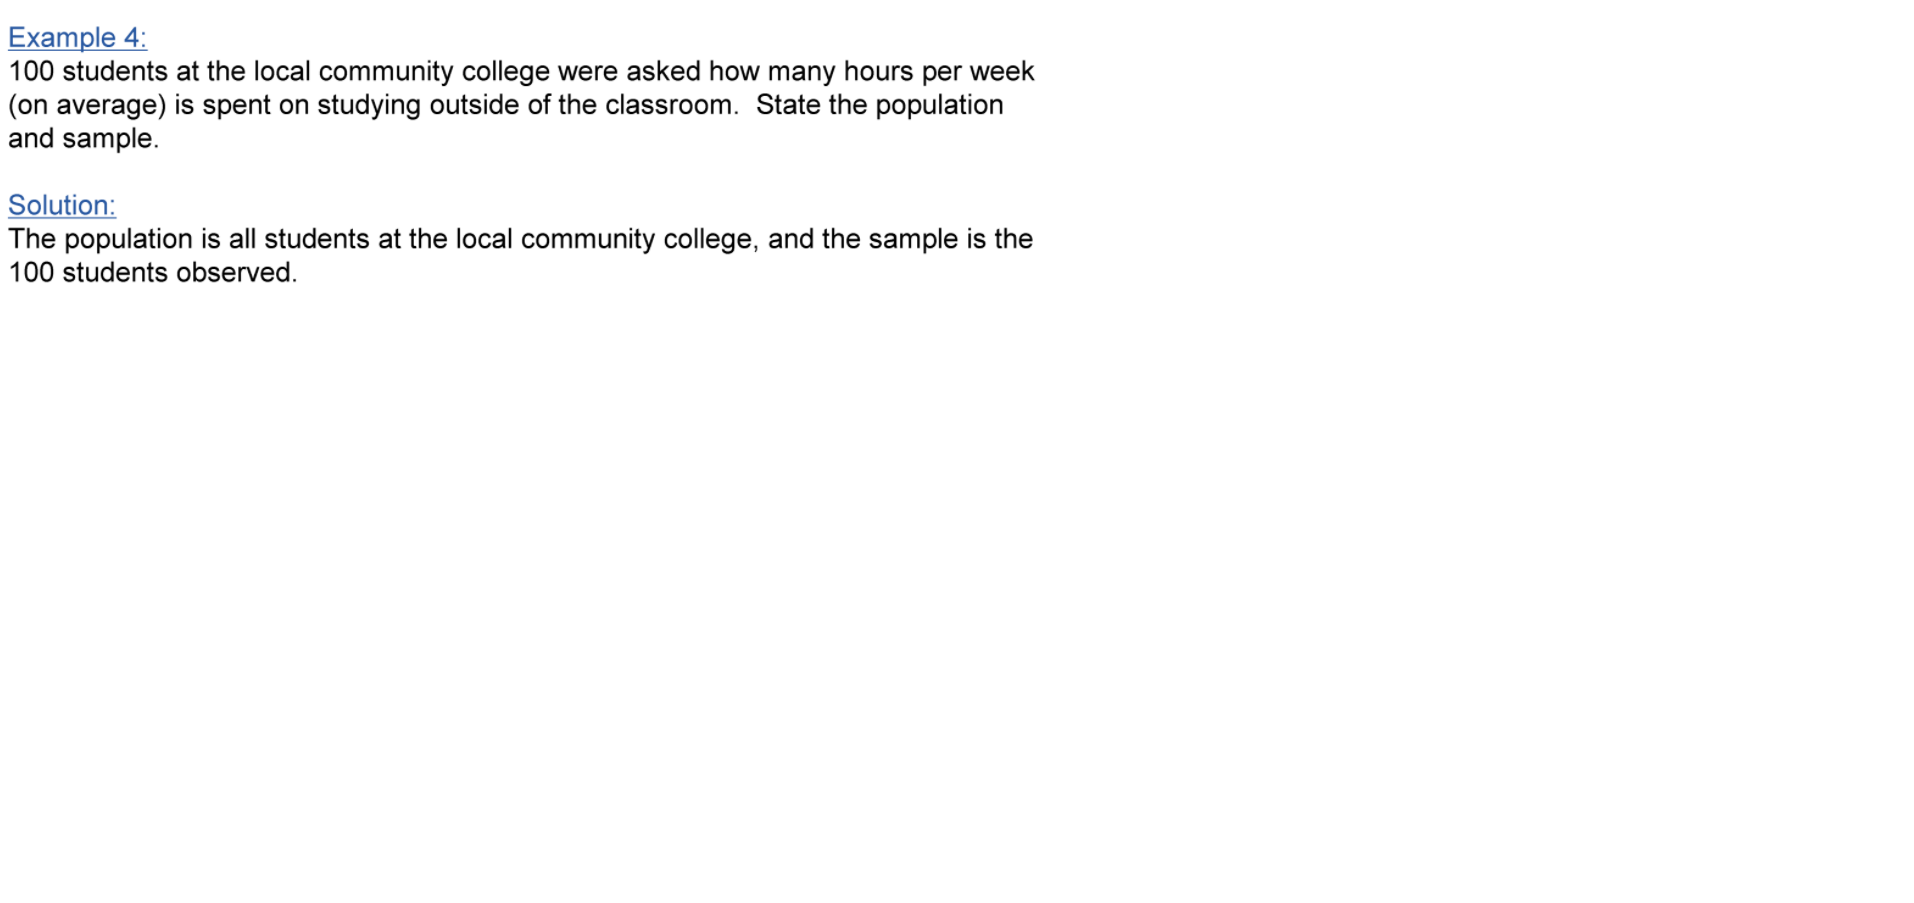 Example 4:
100 students at the local community college were asked how many hours per week
(on average) is spent on studying outside of the classroom.  State the population
and sample.
Solution:
The population is all students at the local community college, and the sample is the
100 students observed.